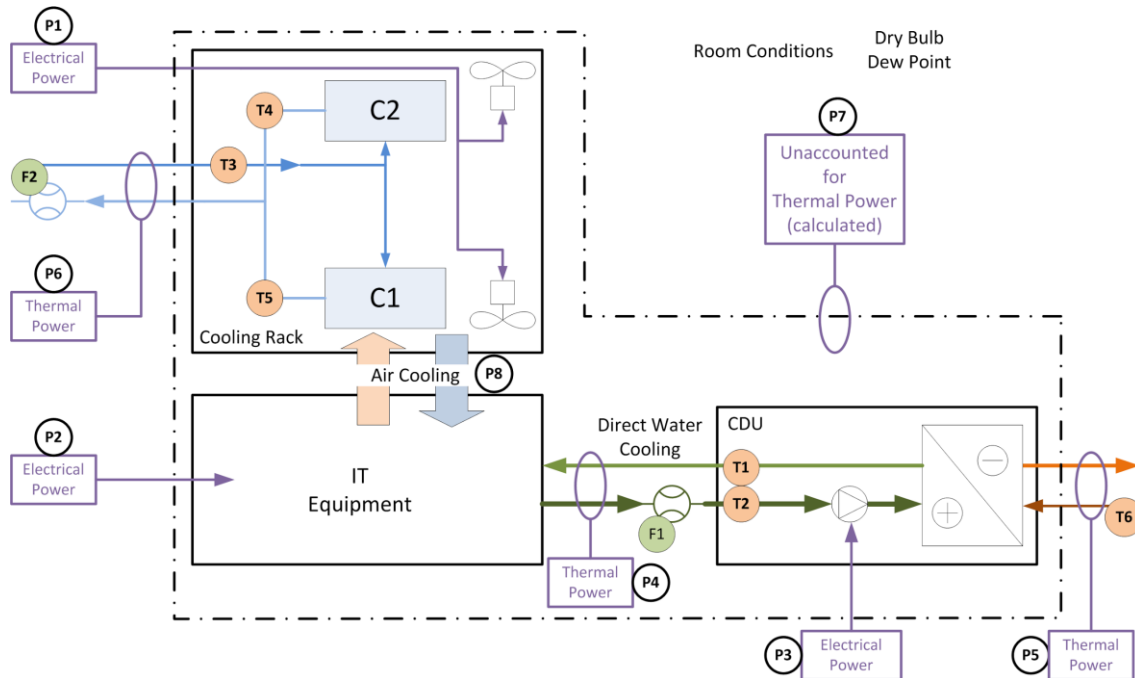 P1
Electrical
Power
Room Conditions
Dry Bulb
Dew Point
T4
C2
P7
Unaccounted
for
Thermal Power
(calculated)
F2
T3
P6
Thermal
Power
T5
C1
Cooling Rack
Air Cooling
P8
P2
Electrical
Power
IT
Equipment
Direct Water
Cooling
CDU
T1
T2
F1
T6
Thermal
Power
P4
P3
Electrical
Power
P5
Thermal
Power